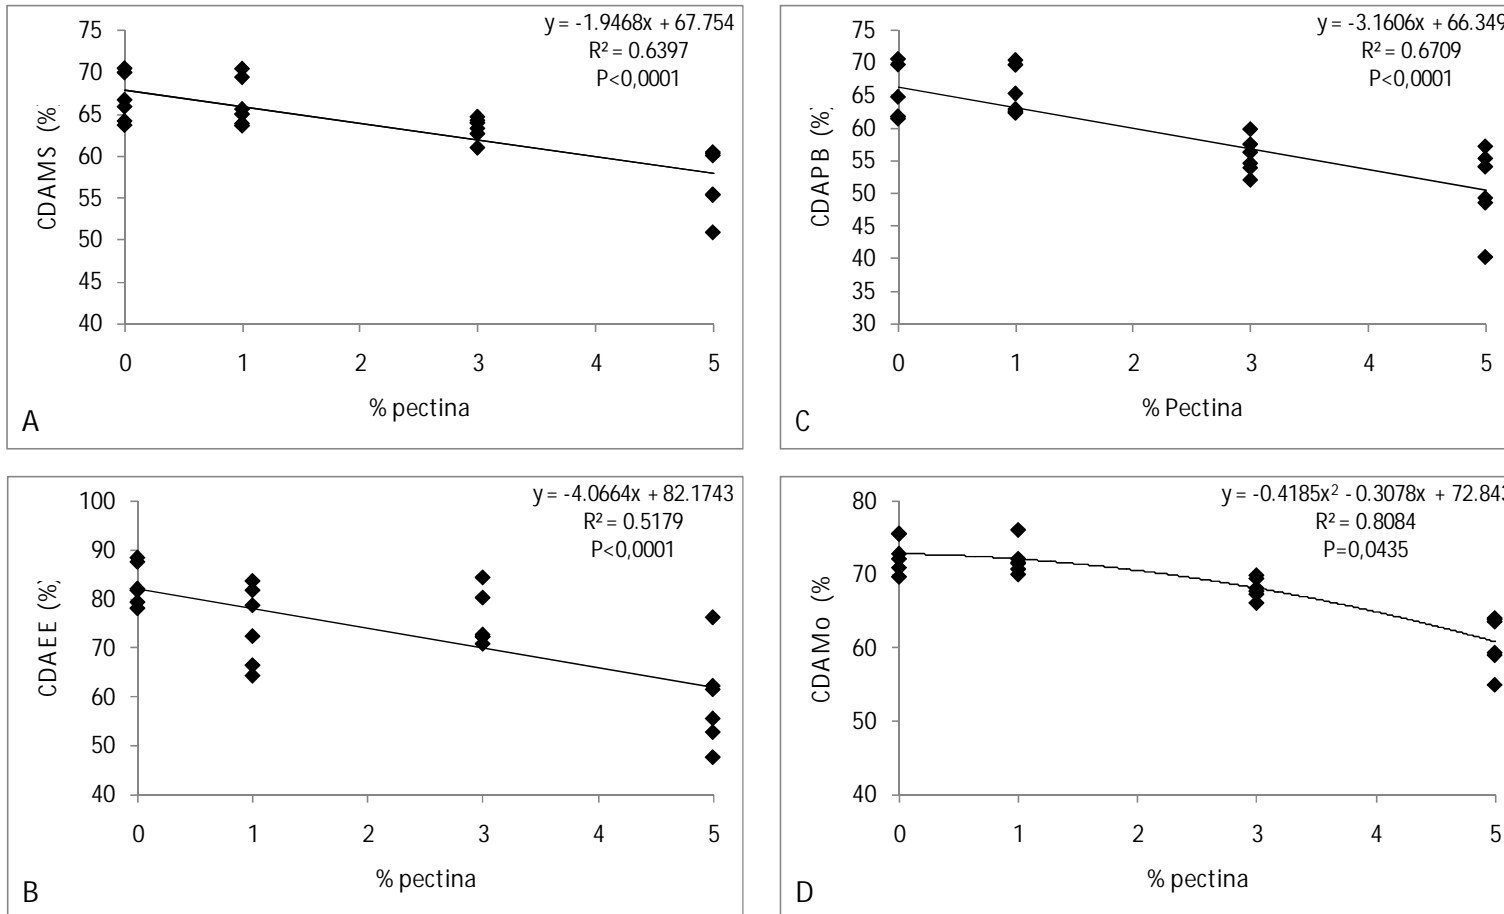 y = -1.9468x + 67.754
R² = 0.6397
P<0,0001
CDAMS (%)
75
70
65
60
55
50
45
40
0 1 2 3 4 5
% pectina
A
y = -3.1606x + 66.349
R² = 0.6709
P<0,0001
CDAPB (%)
75
70
65
60
55
50
45
40
35
30
0 1 2 3 4 5
% Pectina
C
y = -4.0664x + 82.1743
R² = 0.5179
P<0,0001
CDAEE (%)
100
90
80
70
60
50
40
0 1 2 3 4 5
% pectina
B
y = -0.4185x² - 0.3078x + 72.843
R² = 0.8084
P=0,0435
CDAMo (%
80
70
60
50
40
0 1 2 3 4 5
% pectina
D